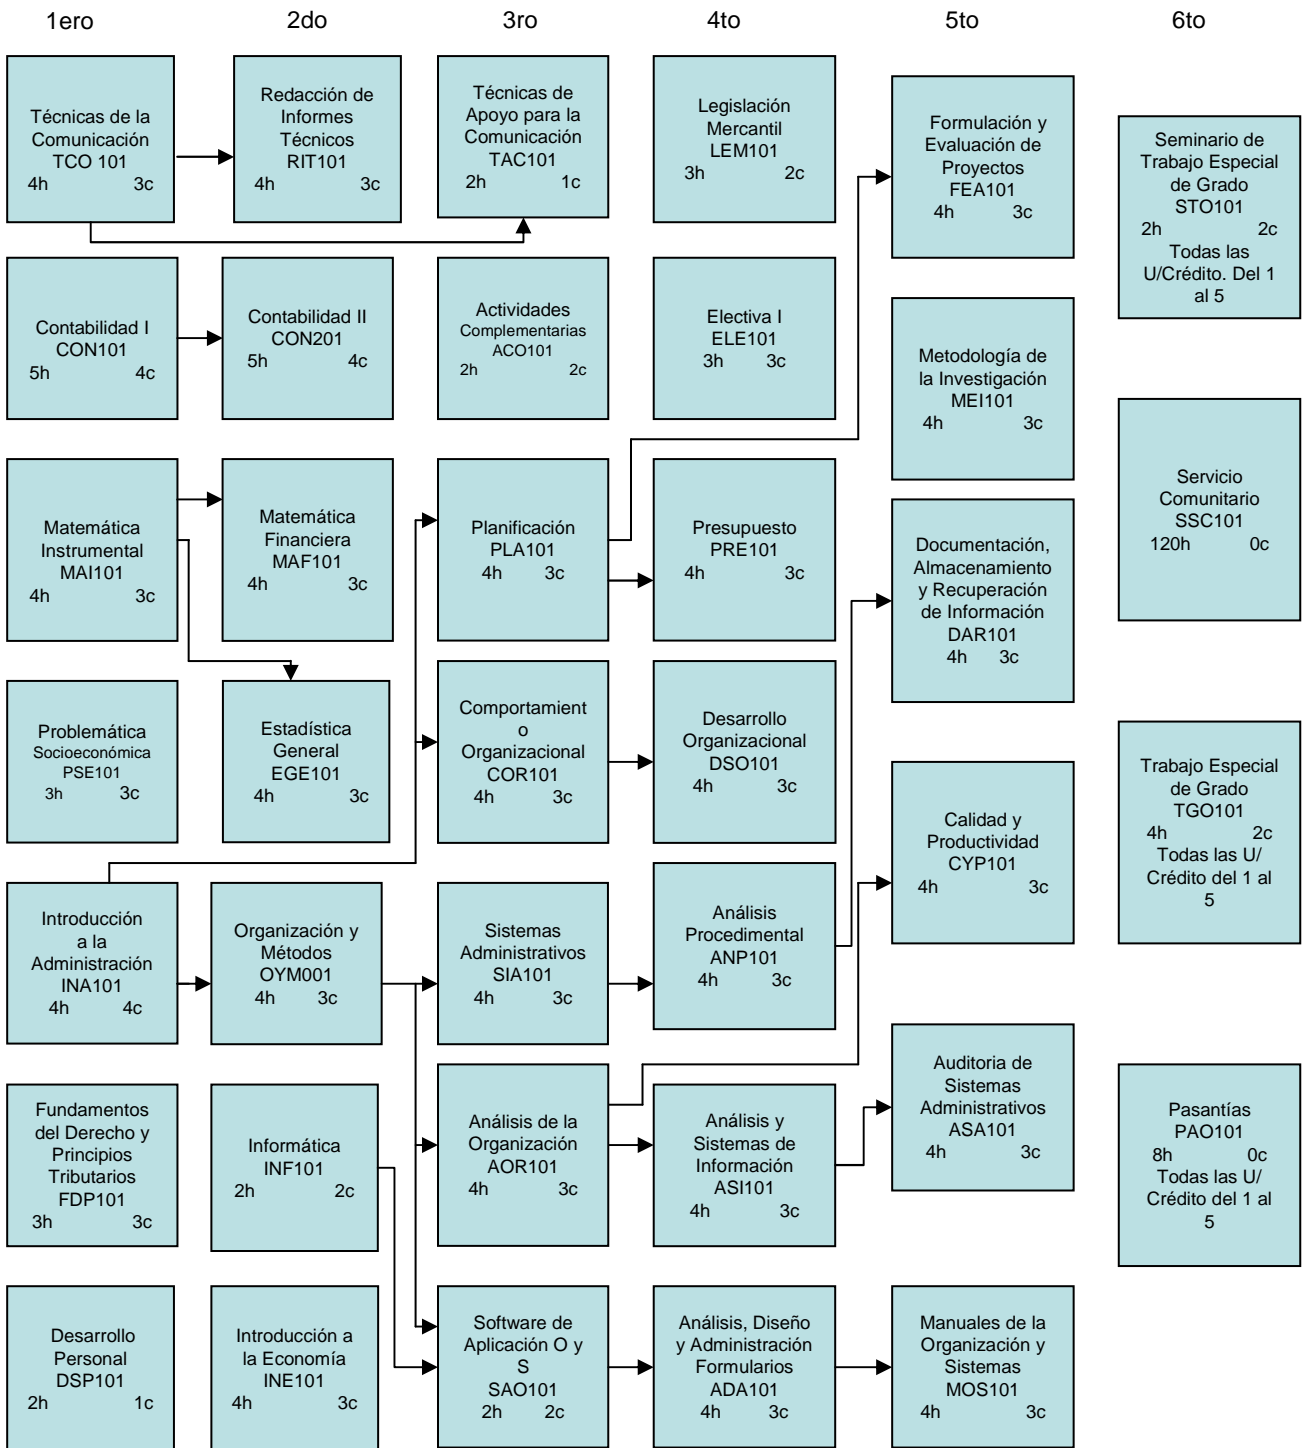 1ero 2do 3ro 4to 5to 6to
Técnicas de la
Comunicación
TCO 101
4h 3c
Redacción de
Informes
Técnicos
RIT101
4h 3c
Técnicas de
Apoyo para la
Comunicación
TAC101
2h 1c
Legislación
Mercantil
LEM101
3h 2c
Formulación y
Evaluación de
Proyectos
FEA101
4h 3c
Seminario de
Trabajo Especial
de Grado
STO101
2h 2c
Todas las
U/Crédito. Del 1
al 5
Contabilidad I
CON101
5h 4c
Contabilidad II
CON201
5h 4c
Actividades
Complementarias
ACO101
2h 2c
Electiva I
ELE101
3h 3c
Metodología de
la Investigación
MEI101
4h 3c
Servicio
Comunitario
SSC101
120h 0c
Matemática
Instrumental
MAI101
4h 3c
Matemática
Financiera
MAF101
4h 3c
Planificación
PLA101
4h 3c
Presupuesto
PRE101
4h 3c
Documentación,
Almacenamiento
y Recuperación
de Información
DAR101
4h 3c
Problemática
Socioeconómica
PSE101
3h 3c
Estadística
General
EGE101
4h 3c
Comportamient
o
Organizacional
COR101
4h 3c
Desarrollo
Organizacional
DSO101
4h 3c
Calidad y
Productividad
CYP101
4h 3c
Trabajo Especial
de Grado
TGO101
4h 2c
Todas las U/
Crédito del 1 al
5
Introducción
a la
Administración
INA101
4h 4c
Organización y
Métodos
OYM001
4h 3c
Sistemas
Administrativos
SIA101
4h 3c
Análisis
Procedimental
ANP101
4h 3c
Auditoria de
Sistemas
Administrativos
ASA101
4h 3c
Pasantías
PAO101
8h 0c
Todas las U/
Crédito del 1 al
5
Fundamentos
del Derecho y
Principios
Tributarios
FDP101
3h 3c
Informática
INF101
2h 2c
Análisis de la
Organización
AOR101
4h 3c
Análisis y
Sistemas de
Información
ASI101
4h 3c
Desarrollo
Personal
DSP101
2h 1c
Introducción a
la Economía
INE101
4h 3c
Software de
Aplicación O y
S
SAO101
2h 2c
Análisis, Diseño
y Administración
Formularios
ADA101
4h 3c
Manuales de la
Organización y
Sistemas
MOS101
4h 3c